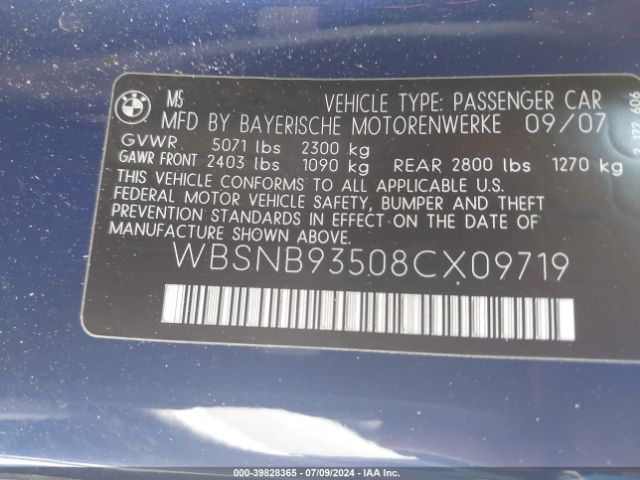 BMW
M5 VEHICLE TYPE: PASSENGER CAR
MFD BY BAYERISCHE MOTORENWERKE 09/07
GVWR 5071 lbs 2300 kg
GAWR FRONT 2403 lbs 1090 kg REAR 2800 lbs 1270 kg
THIS VEHICLE CONFORMS TO ALL APPLICABLE U.S.
FEDERAL MOTOR VEHICLE SAFETY, BUMPER AND THEFT
PREVENTION STANDARDS IN EFFECT ON THE DATE OF
MANUFACTURE SHOWN ABOVE.
WBSNB93508CX09719
000-39828365 | 07/09/2024 - IAA Inc.